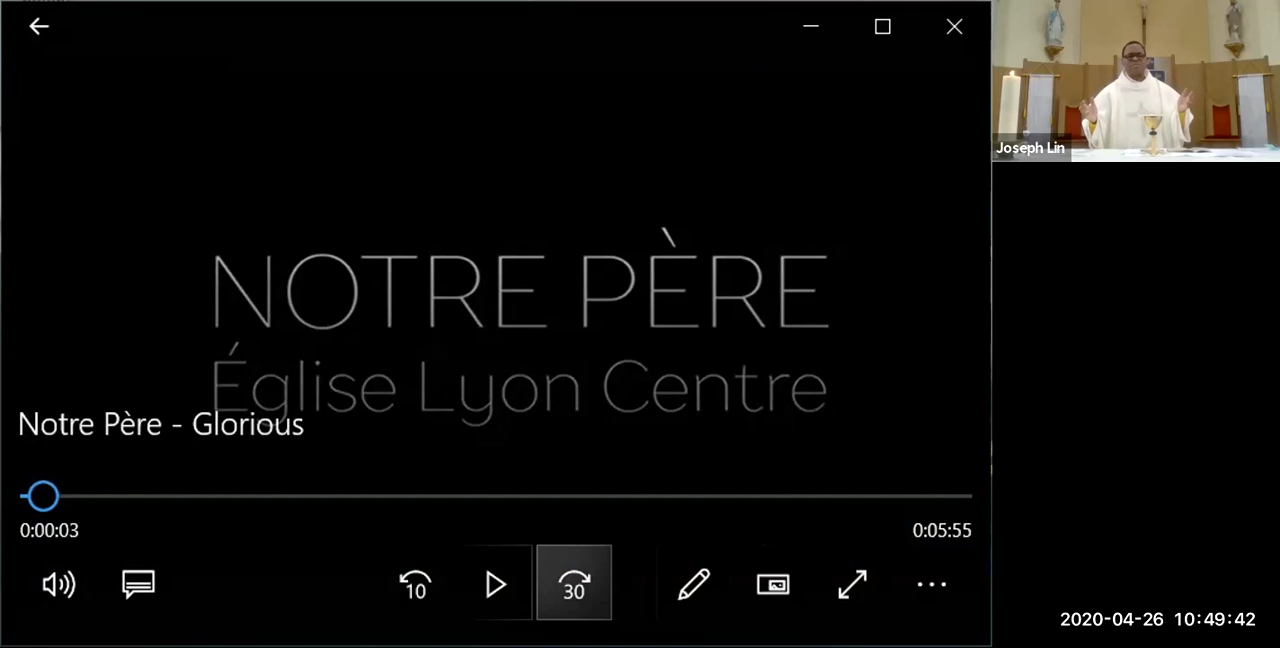 NOTRE PÈRE
Église Lyon Centre
Notre Père - Glorious
0:00:03
0:05:55
10
30
Joseph Lin
2020-04-26 10:49:42